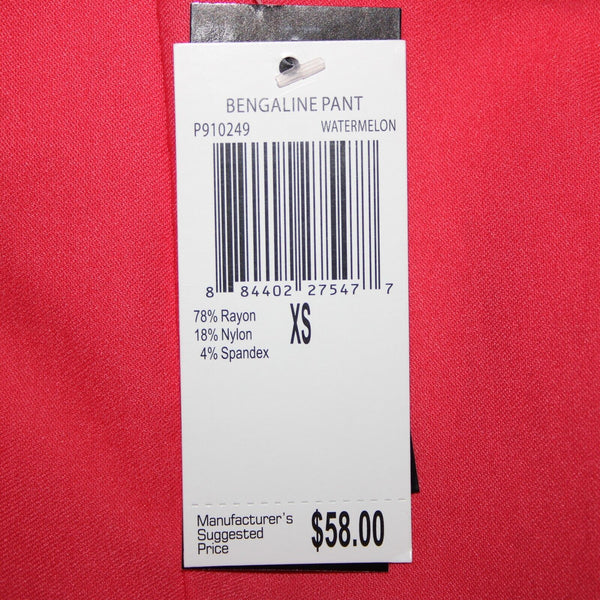 BENGALINE PANT
P910249 WATERMELON
8 84402 27547 7
78% Rayon XS
18% Nylon
4% Spandex
Manufacturer's
Suggested
Price
$58.00